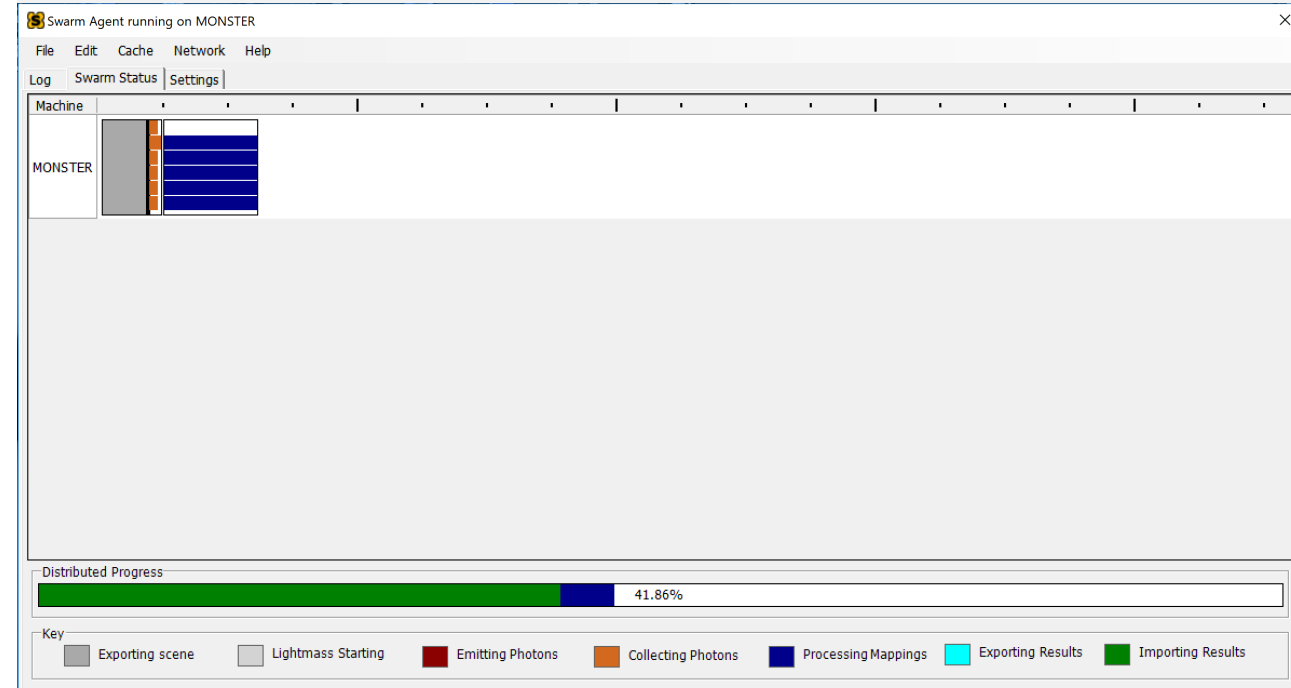 Swarm Agent running on MONSTER
File Edit Cache Network Help
Log Swarm Status Settings
Machine
MONSTER
Distributed Progress
41.86%
Key
Exporting scene Lightmass Starting Emitting Photons Collecting Photons Processing Mappings Exporting Results Importing Results